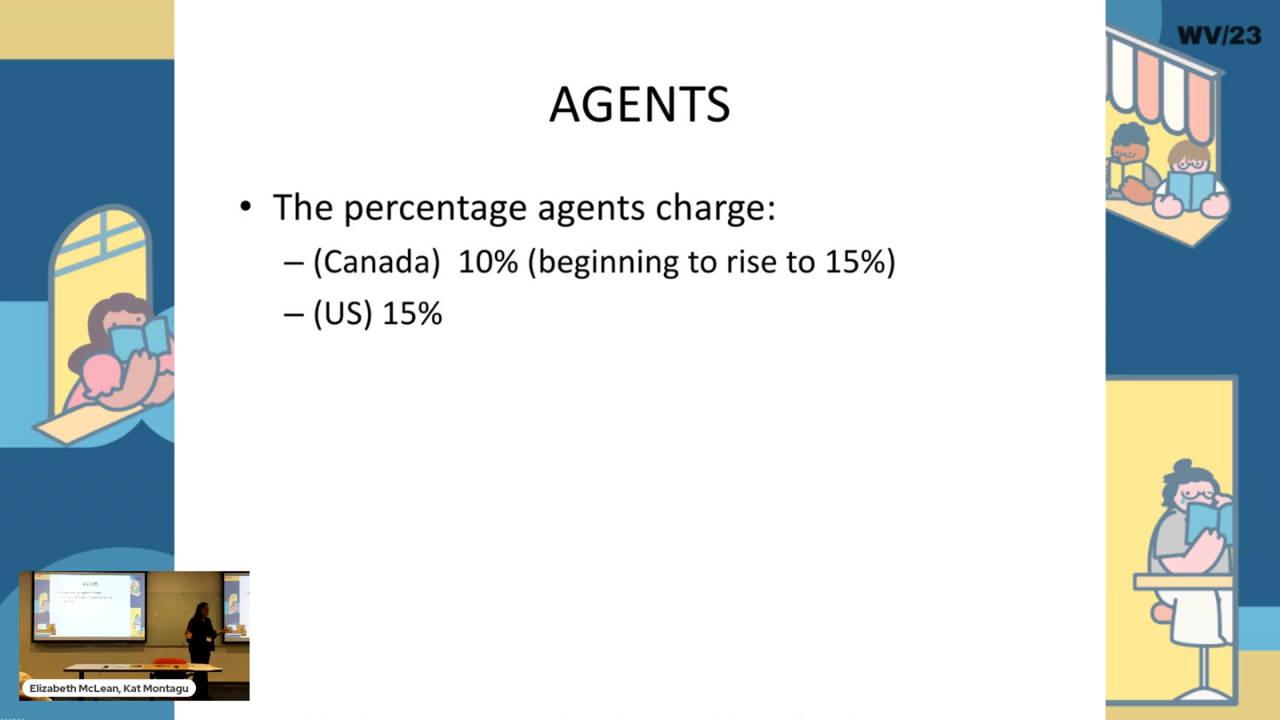 WV/23
AGENTS
• The percentage agents charge:
– (Canada) 10% (beginning to rise to 15%)
– (US) 15%
AGENTS
Elizabeth McLean, Kat Montagu